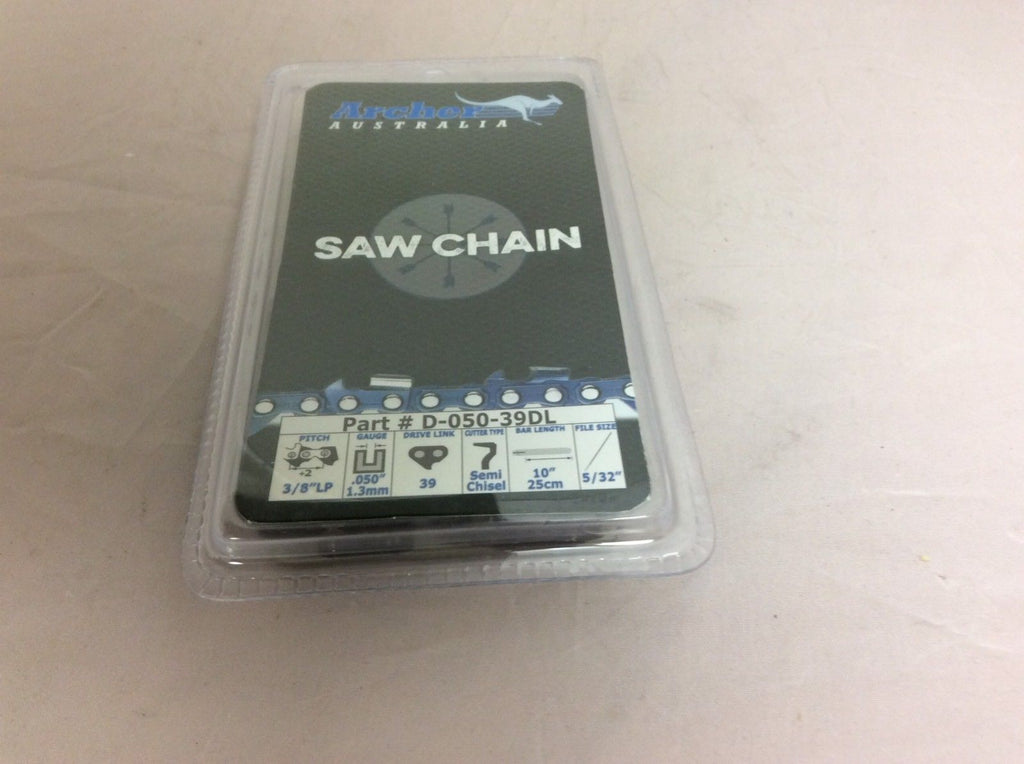 Archer
AUSTRALIA
SAW CHAIN
Part # D-050-39DL
PITCH
÷2
3/8"LP
GAUGE
.050"
1.3mm
DRIVE LINK
39
CUTTER TYPE
Semi
Chisel
BAR LENGTH
10"
25cm
FILE SIZE
5/32"